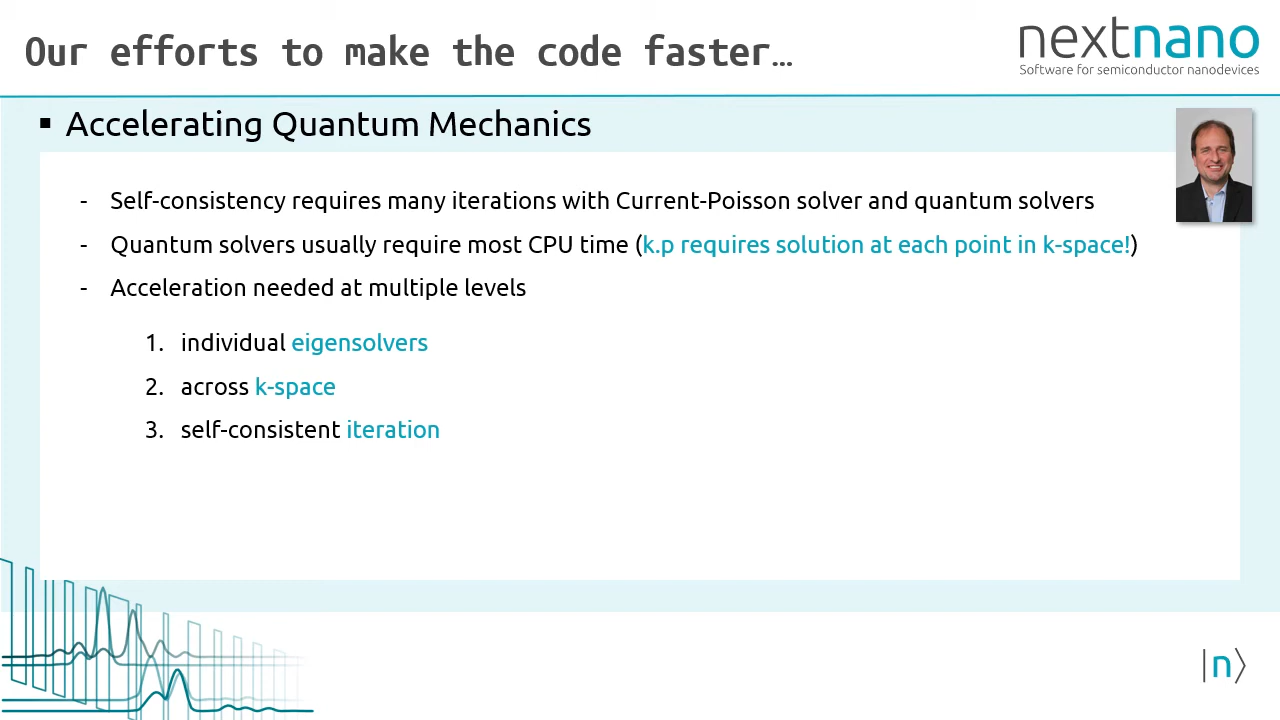 Our efforts to make the code faster…
nextnano
Software for semiconductor nanodevices
▪ Accelerating Quantum Mechanics
- Self-consistency requires many iterations with Current-Poisson solver and quantum solvers
- Quantum solvers usually require most CPU time (k.p requires solution at each point in k-space!)
- Acceleration needed at multiple levels
1. individual eigensolvers
2. across k-space
3. self-consistent iteration
|n⟩